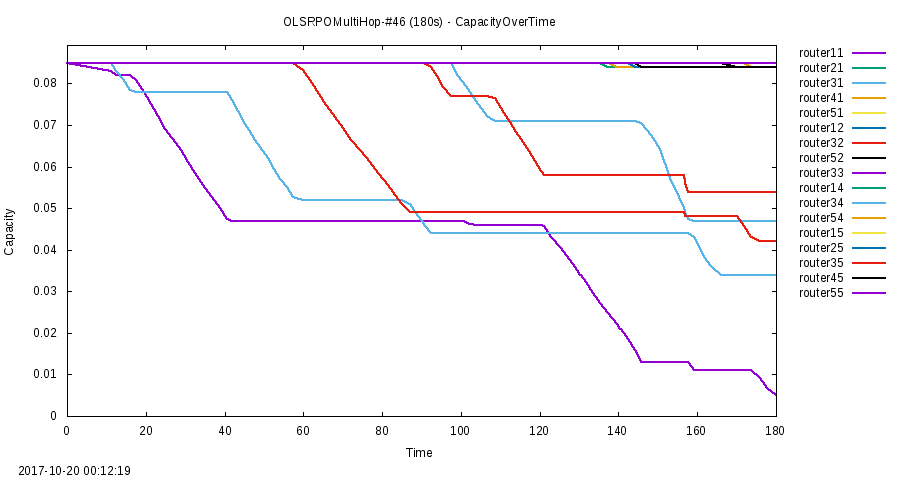 OLSRPOMultiHop-#46 (180s) - CapacityOverTime
router11
router21
router31
router41
router51
router12
router32
router52
router33
router14
router34
router54
router15
router25
router35
router45
router55
0.08
0.07
0.06
0.05
0.04
0.03
0.02
0.01
0
Capacity
0 20 40 60 80 100 120 140 160 180
Time
2017-10-20 00:12:19